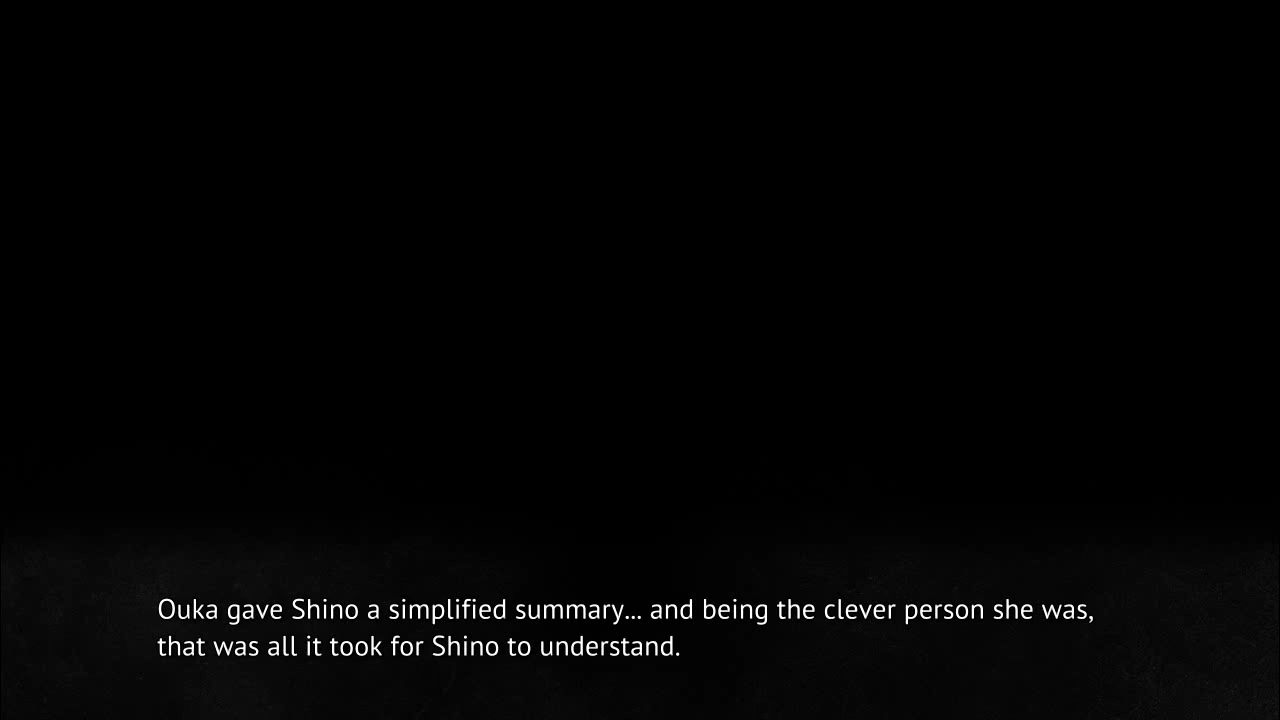 Ouka gave Shino a simplified summary... and being the clever person she was,
that was all it took for Shino to understand.